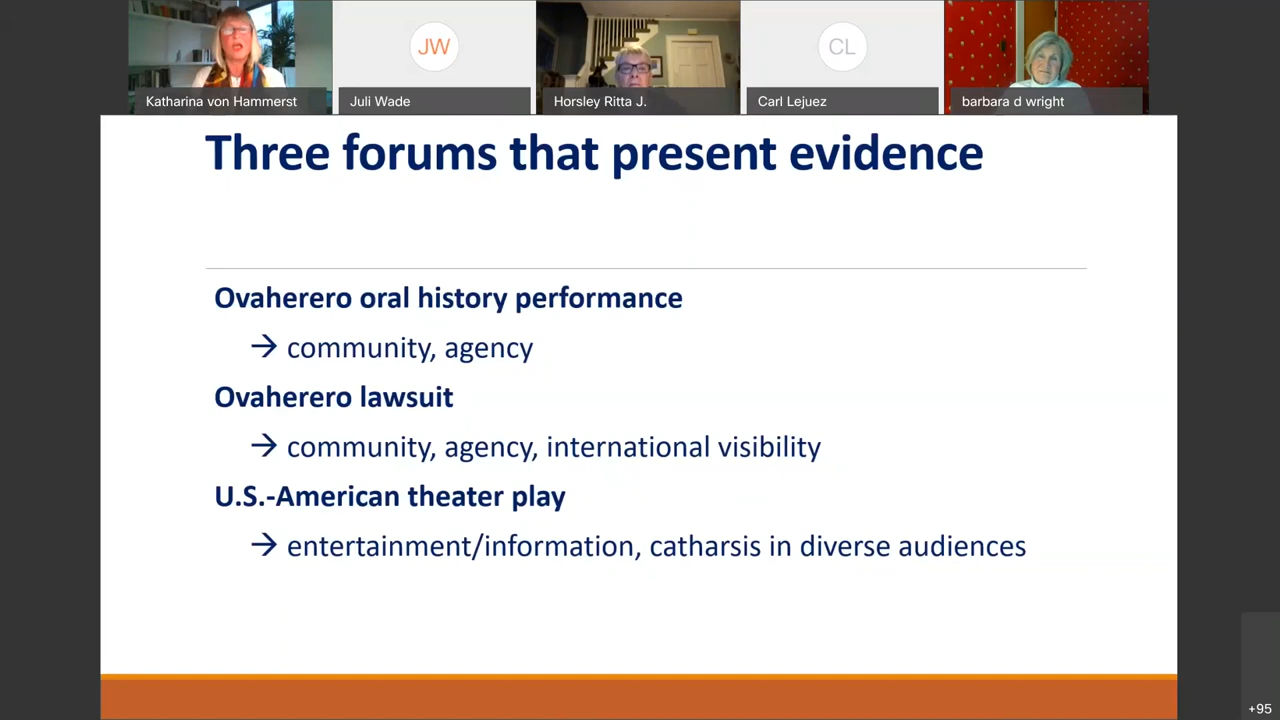 JW
CL
Katharina von Hammerst
Juli Wade
Horsley Ritta J.
Carl Lejuez
barbara d wright
Three forums that present evidence
Ovaherero oral history performance
→ community, agency
Ovaherero lawsuit
→ community, agency, international visibility
U.S.-American theater play
→ entertainment/information, catharsis in diverse audiences
+95